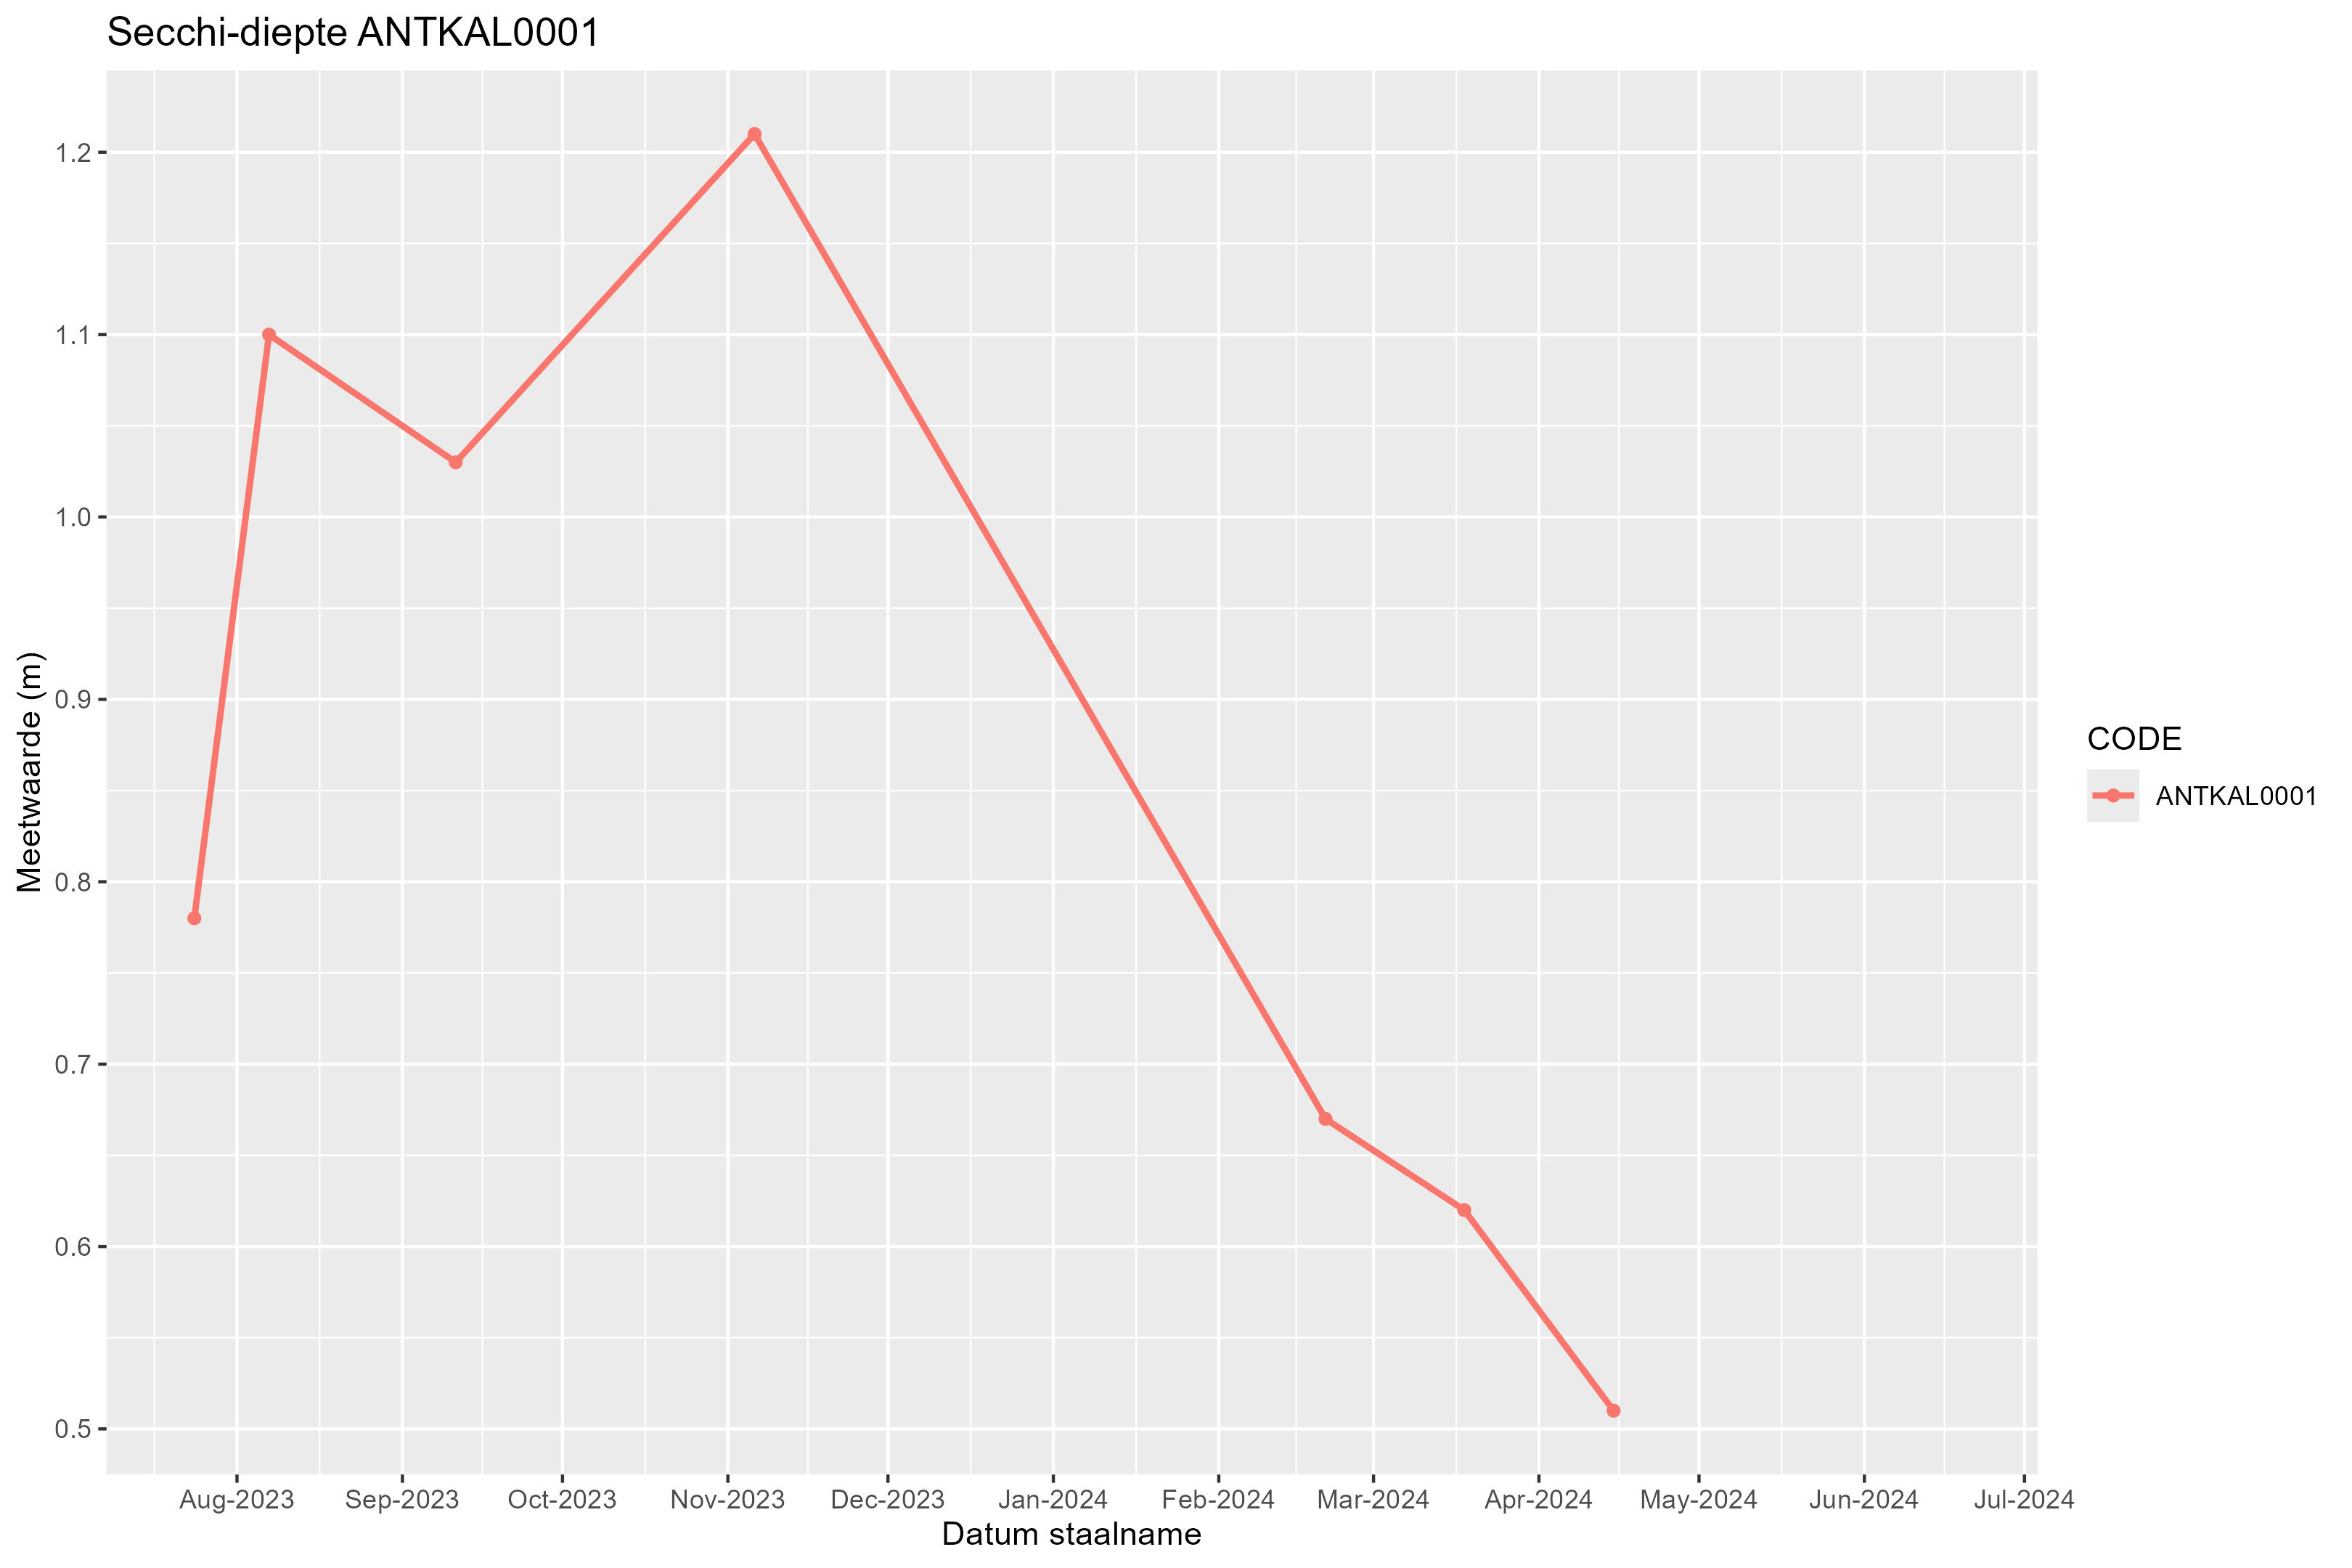 Secchi-diepte ANTKAL0001
Meetwaarde (m)
1.2
1.1
1.0
0.9
0.8
0.7
0.6
0.5
Aug-2023 Sep-2023 Oct-2023 Nov-2023 Dec-2023 Jan-2024 Feb-2024 Mar-2024 Apr-2024 May-2024 Jun-2024 Jul-2024
Datum staalname
CODE
ANTKAL0001